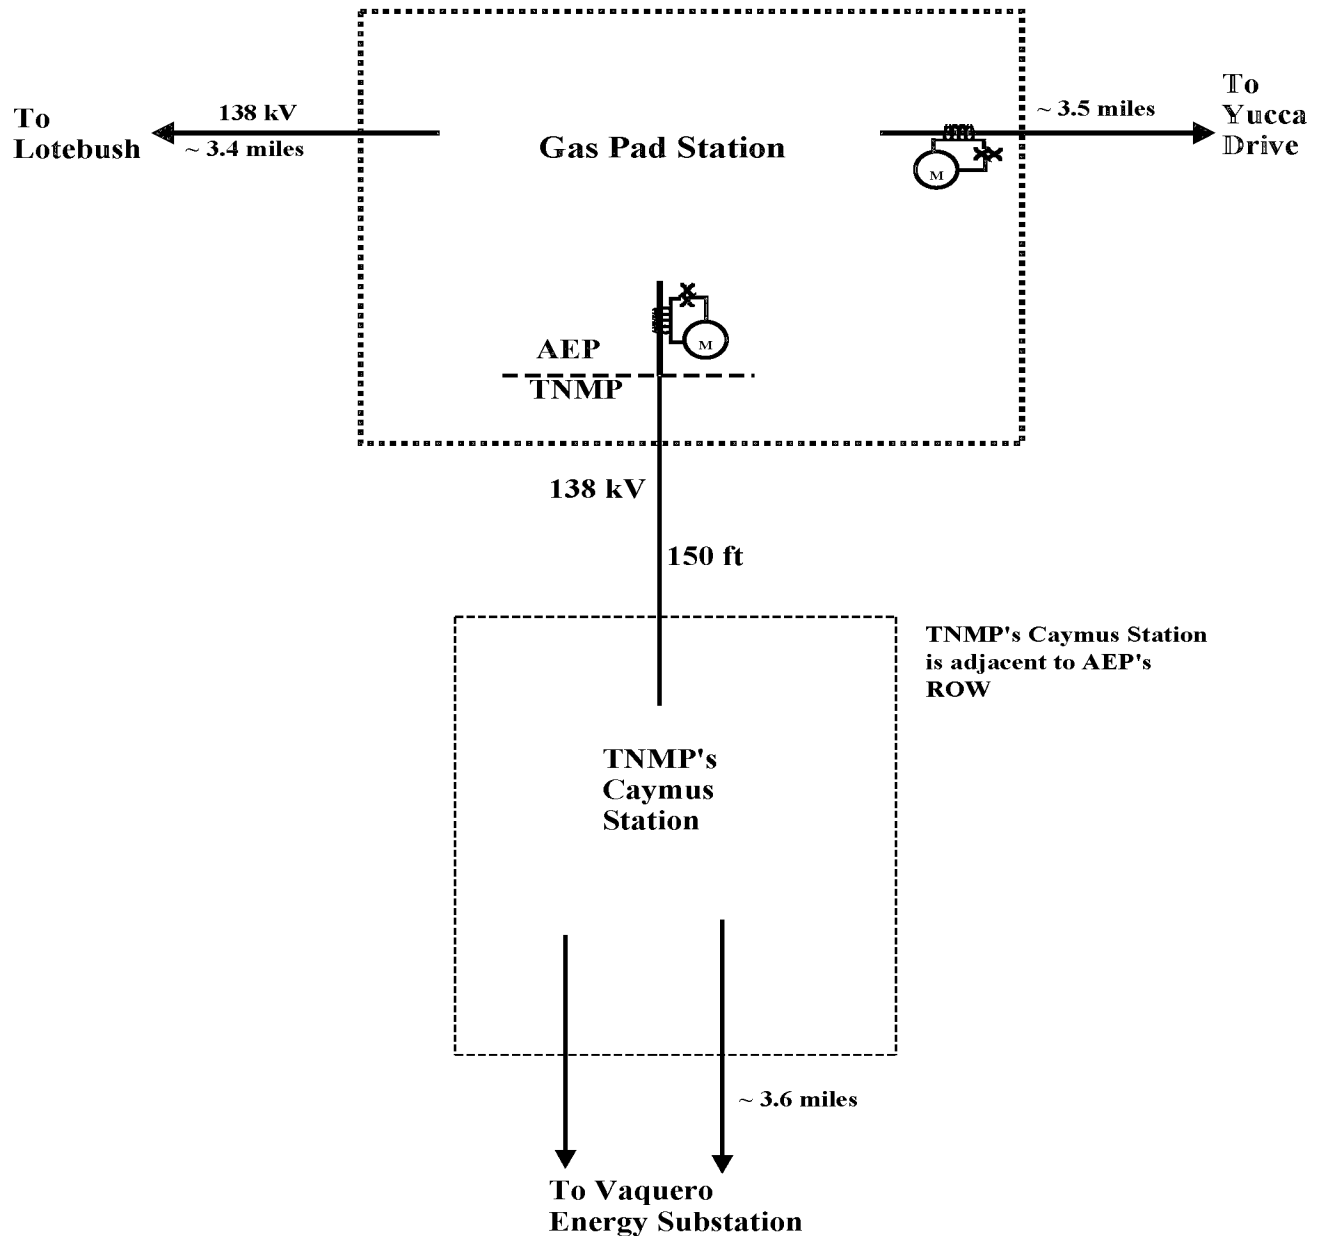 To
Lotebush
138 kV
~ 3.4 miles
Gas Pad Station
~ 3.5 miles
To
Yucca
Drive
M
M
AEP
TNMP
138 kV
150 ft
TNMP's Caymus Station
is adjacent to AEP's
ROW
TNMP's
Caymus
Station
~ 3.6 miles
To Vaquero
Energy Substation